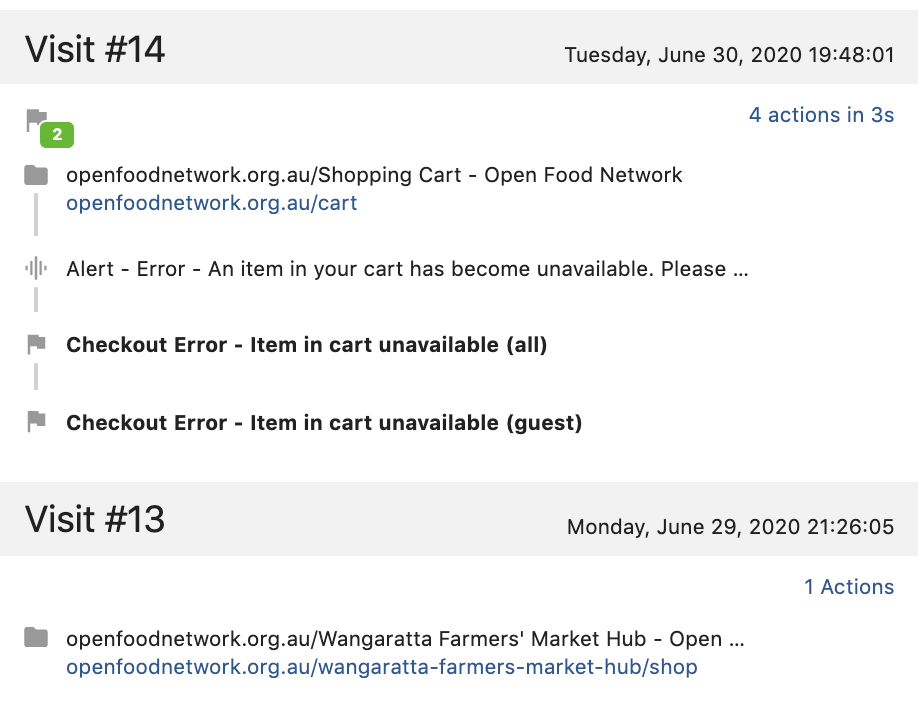 Visit #14
Tuesday, June 30, 2020 19:48:01
2
4 actions in 3s
openfoodnetwork.org.au/Shopping Cart - Open Food Network
openfoodnetwork.org.au/cart
Alert - Error - An item in your cart has become unavailable. Please ...
Checkout Error - Item in cart unavailable (all)
Checkout Error - Item in cart unavailable (guest)
Visit #13
Monday, June 29, 2020 21:26:05
1 Actions
openfoodnetwork.org.au/Wangaratta Farmers' Market Hub - Open ...
openfoodnetwork.org.au/wangaratta-farmers-market-hub/shop